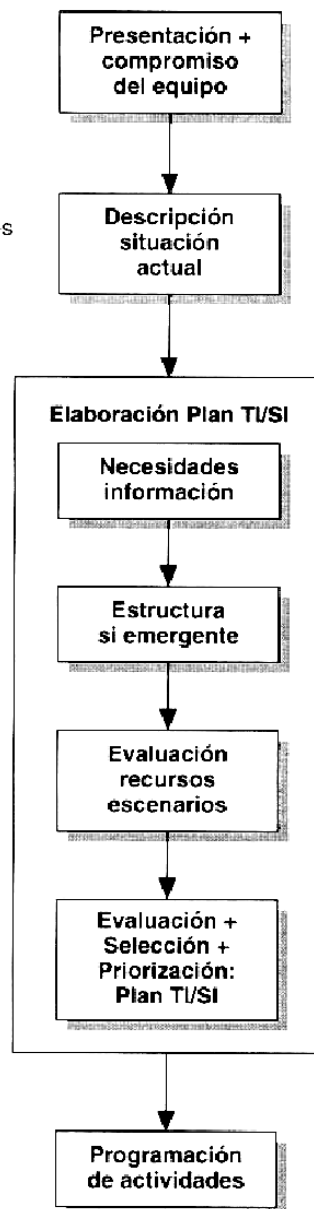 Presentación +
compromiso
del equipo
s
Descripción
situación
actual
Elaboración Plan TI/SI
Necesidades
información
Estructura
si emergente
Evaluación
recursos
escenarios
Evaluación +
Selección +
Priorización:
Plan TI/SI
Programación
de actividades